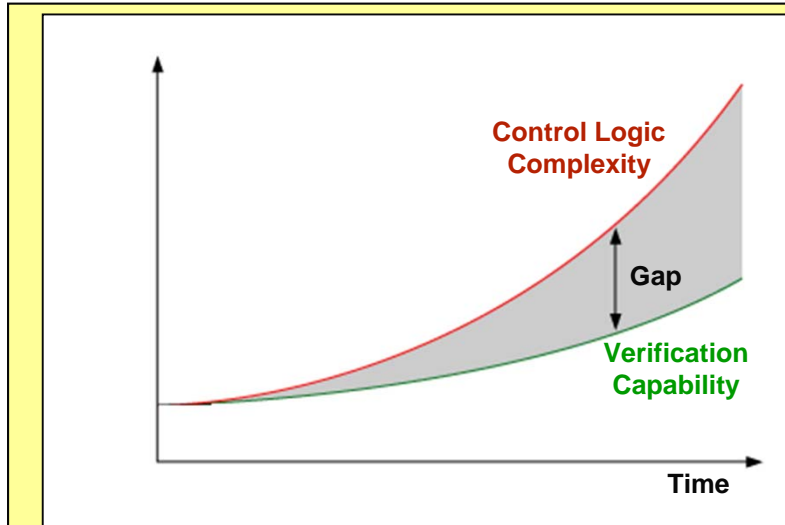 Control Logic
Complexity
Gap
Verification
Capability
Time